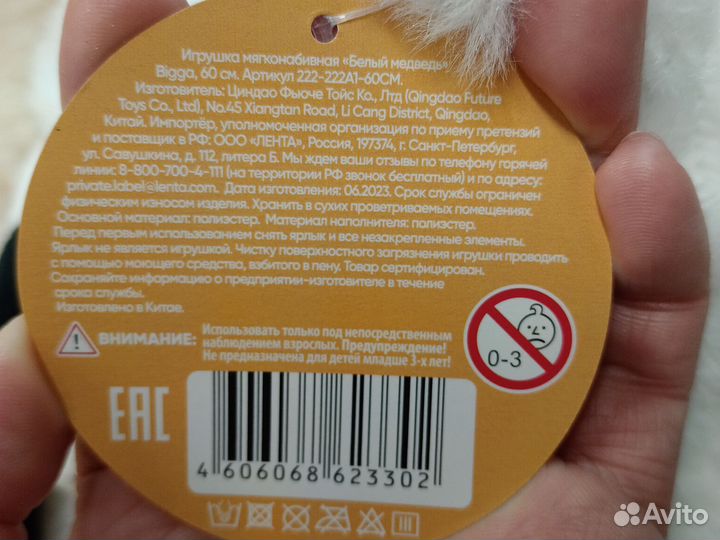 Игрушка мягконабивная «Белый медведь»
Bigga, 60 см. Артикул 222-222A1-60CM.
Изготовитель: Циндао Фьюче Тойс Ко., Лтд (Qingdao Future
Toys Co., Ltd), No.45 Xiangtan Road, Li Cang District, Qingdao,
Китай. Импортёр, уполномоченная организация по приему претензий
и поставщик в РФ: ООО «ЛЕНТА», Россия, 197374, г. Санкт-Петербург,
ул. Савушкина, д. 112, литера Б. Мы ждем ваши отзывы по телефону горячей
линии: 8-800-700-4-111 (на территории РФ звонок бесплатный) и по адресу:
private.label@lenta.com. Дата изготовления: 06.2023. Срок службы ограничен
физическим износом изделия. Хранить в сухих проветриваемых помещениях.
Основной материал: полиэстер. Материал наполнителя: полиэстер.
Перед первым использованием снять ярлык и все незакрепленные элементы.
Ярлык не является игрушкой. Чистку поверхностного загрязнения игрушки проводить
с помощью моющего средства, взбитого в пену. Товар сертифицирован.
Сохраняйте информацию о предприятии-изготовителе в течение
срока службы.
Изготовлено в Китае.
ВНИМАНИЕ: Использовать только под непосредственным
наблюдением взрослых. Предупреждение!
Не предназначена для детей младше 3-х лет!
0-3
EAC
4 606068 623302
Avito